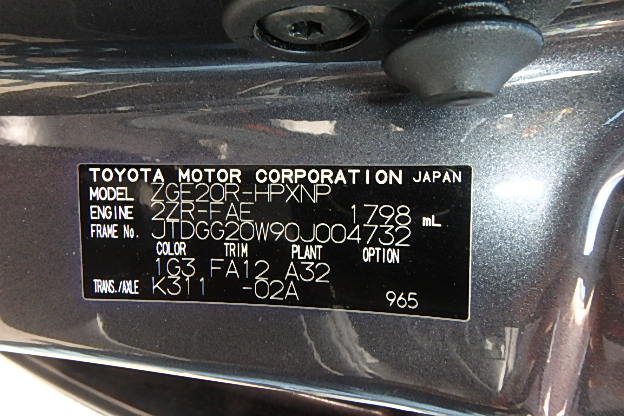 TOYOTA MOTOR CORPORATION JAPAN
MODEL ZGE20R-HPXNP
ENGINE 2ZR-FAE 1798 mL
FRAME No. JTDGG20W90J004732
COLOR TRIM PLANT OPTION
1G3 FA12 A32
TRANS./AXLE K311 -02A 965